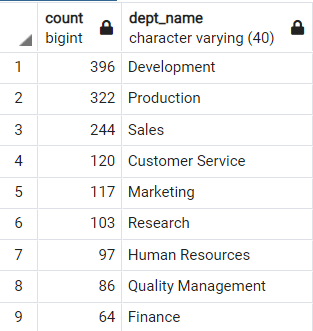 count dept_name
bigint character varying (40)
1 396 Development
2 322 Production
3 244 Sales
4 120 Customer Service
5 117 Marketing
6 103 Research
7 97 Human Resources
8 86 Quality Management
9 64 Finance